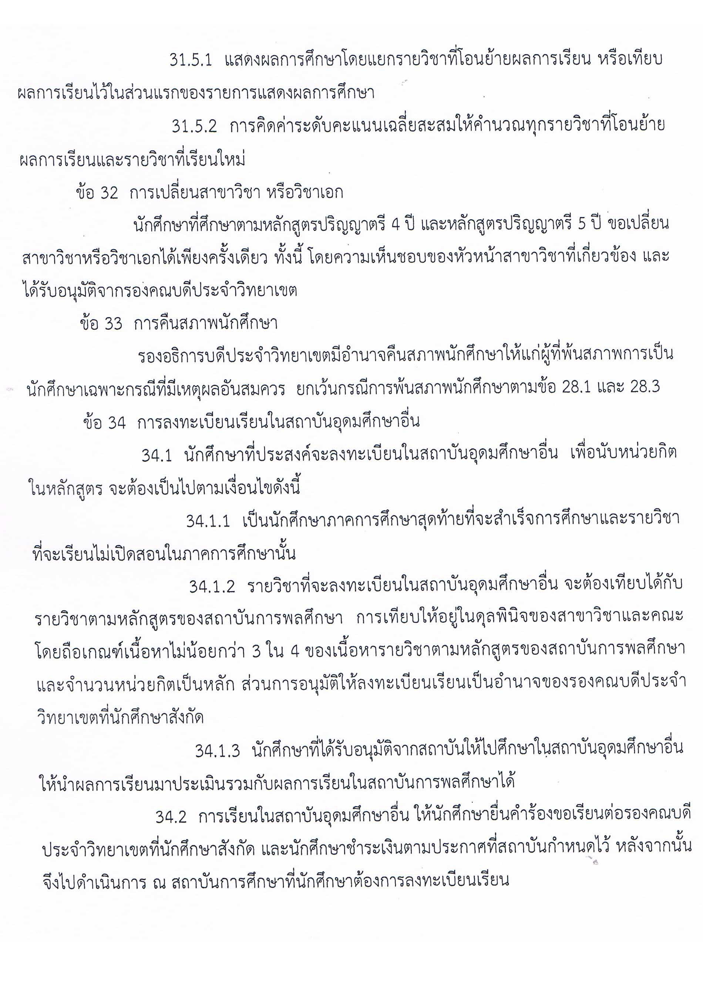 31.5.1 แสดงผลการศึกษาโดยแยกรายวิชาที่โอนย้ายผลการเรียน หรือเทียบ
ผลการเรียนไว้ในส่วนแรกของรายการแสดงผลการศึกษา
31.5.2 การคิดค่าระดับคะแนนเฉลี่ยสะสมให้คำนวณทุกรายวิชาที่โอนย้าย
ผลการเรียนและรายวิชาที่เรียนใหม่
ข้อ 32 การเปลี่ยนสาขาวิชา หรือวิชาเอก
นักศึกษาที่ศึกษาตามหลักสูตรปริญญาตรี 4 ปี และหลักสูตรปริญญาตรี 5 ปี ขอเปลี่ยน
สาขาวิชาหรือวิชาเอกได้เพียงครั้งเดียว ทั้งนี้ โดยความเห็นชอบของหัวหน้าสาขาวิชาที่เกี่ยวข้อง และ
ได้รับอนุมัติจากรองคณบดีประจำวิทยาเขต
ข้อ 33 การคืนสภาพนักศึกษา
รองอธิการบดีประจำวิทยาเขตมีอำนาจคืนสภาพนักศึกษาให้แก่ผู้ที่พ้นสภาพการเป็น
นักศึกษาเฉพาะกรณีที่มีเหตุผลอันสมควร ยกเว้นกรณีการพ้นสภาพนักศึกษาตามข้อ 28.1 และ 28.3
ข้อ 34 การลงทะเบียนเรียนในสถาบันอุดมศึกษาอื่น
34.1 นักศึกษาที่ประสงค์จะลงทะเบียนในสถาบันอุดมศึกษาอื่น เพื่อนับหน่วยกิต
ในหลักสูตร จะต้องเป็นไปตามเงื่อนไขดังนี้
34.1.1 เป็นนักศึกษาภาคการศึกษาสุดท้ายที่จะสำเร็จการศึกษาและรายวิชา
ที่จะเรียนไม่เปิดสอนในภาคการศึกษานั้น
34.1.2 รายวิชาที่จะลงทะเบียนในสถาบันอุดมศึกษาอื่น จะต้องเทียบได้กับ
รายวิชาตามหลักสูตรของสถาบันการพลศึกษา การเทียบให้อยู่ในดุลพินิจของสาขาวิชาและคณะ
โดยถือเกณฑ์เนื้อหาไม่น้อยกว่า 3 ใน 4 ของเนื้อหารายวิชาตามหลักสูตรของสถาบันการพลศึกษา
และจำนวนหน่วยกิตเป็นหลัก ส่วนการอนุมัติให้ลงทะเบียนเรียนเป็นอำนาจของรองคณบดีประจำ
วิทยาเขตที่นักศึกษาสังกัด
34.1.3 นักศึกษาที่ได้รับอนุมัติจากสถาบันให้ไปศึกษาในสถาบันอุดมศึกษาอื่น
ให้นำผลการเรียนมาประเมินรวมกับผลการเรียนในสถาบันการพลศึกษาได้
34.2 การเรียนในสถาบันอุดมศึกษาอื่น ให้นักศึกษายื่นคำร้องขอเรียนต่อรองคณบดี
ประจำวิทยาเขตที่นักศึกษาสังกัด และนักศึกษาชำระเงินตามประกาศที่สถาบันกำหนดไว้ หลังจากนั้น
จึงไปดำเนินการ ณ สถาบันการศึกษาที่นักศึกษาต้องการลงทะเบียนเรียน